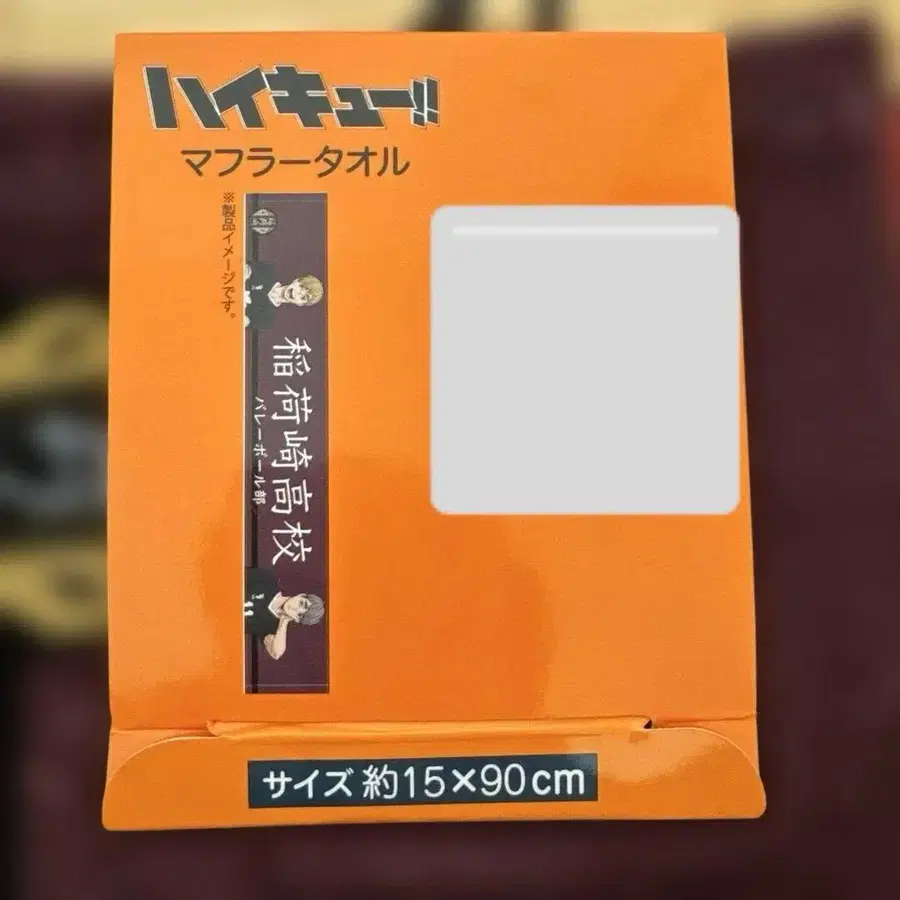 ハイキュー!!
マフラータオル
※製品イメージです。
稲荷崎高校
バレーボール部
サイズ 約15×90cm